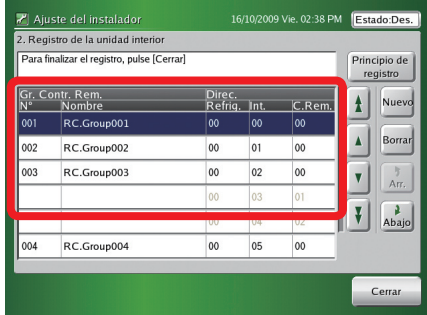 Ajuste del instalador 16/10/2009 Vie. 02:38 PM Estado:Des.
2. Registro de la unidad interior
Para finalizar el registro, pulse [Cerrar]
Principio de registro
Gr. Contr. Rem. Direc.
N° Nombre Refrig. Int. C.Rem.
001 RC.Group001 00 00 00
002 RC.Group002 00 01 00
003 RC.Group003 00 02 00
00 03 01
00 04 02
004 RC.Group004 00 05 00
Nuevo
Borrar
Arr.
Abajo
Cerrar